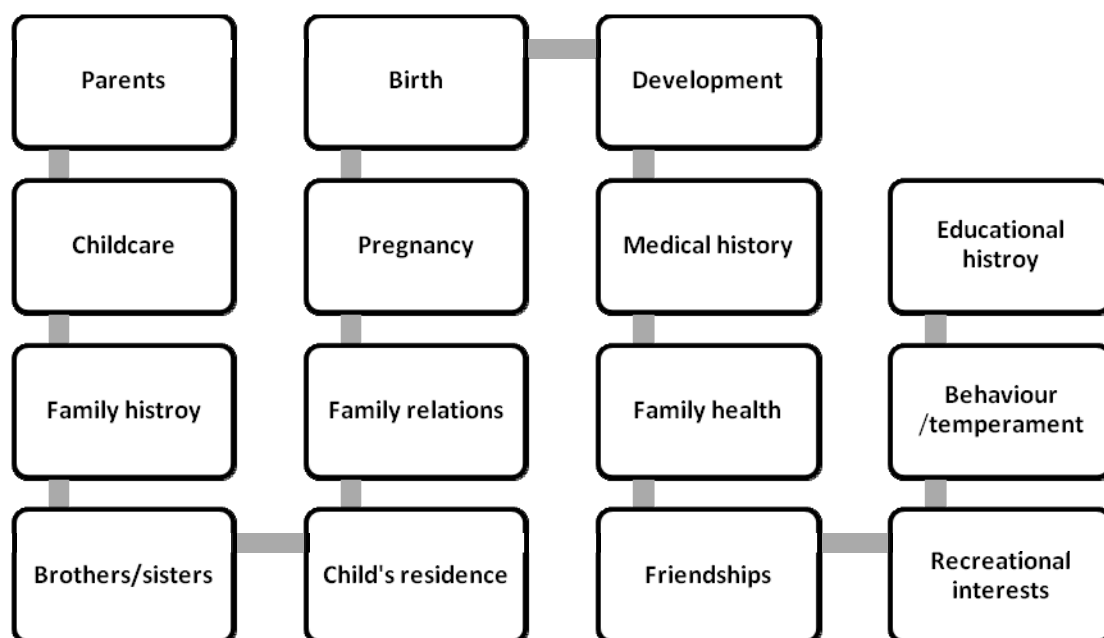 Parents
Childcare
Family histroy
Brothers/sisters
Child's residence
Family relations
Pregnancy
Birth
Development
Medical history
Family health
Friendships
Recreational
interests
Behaviour
/temperament
Educational
histroy